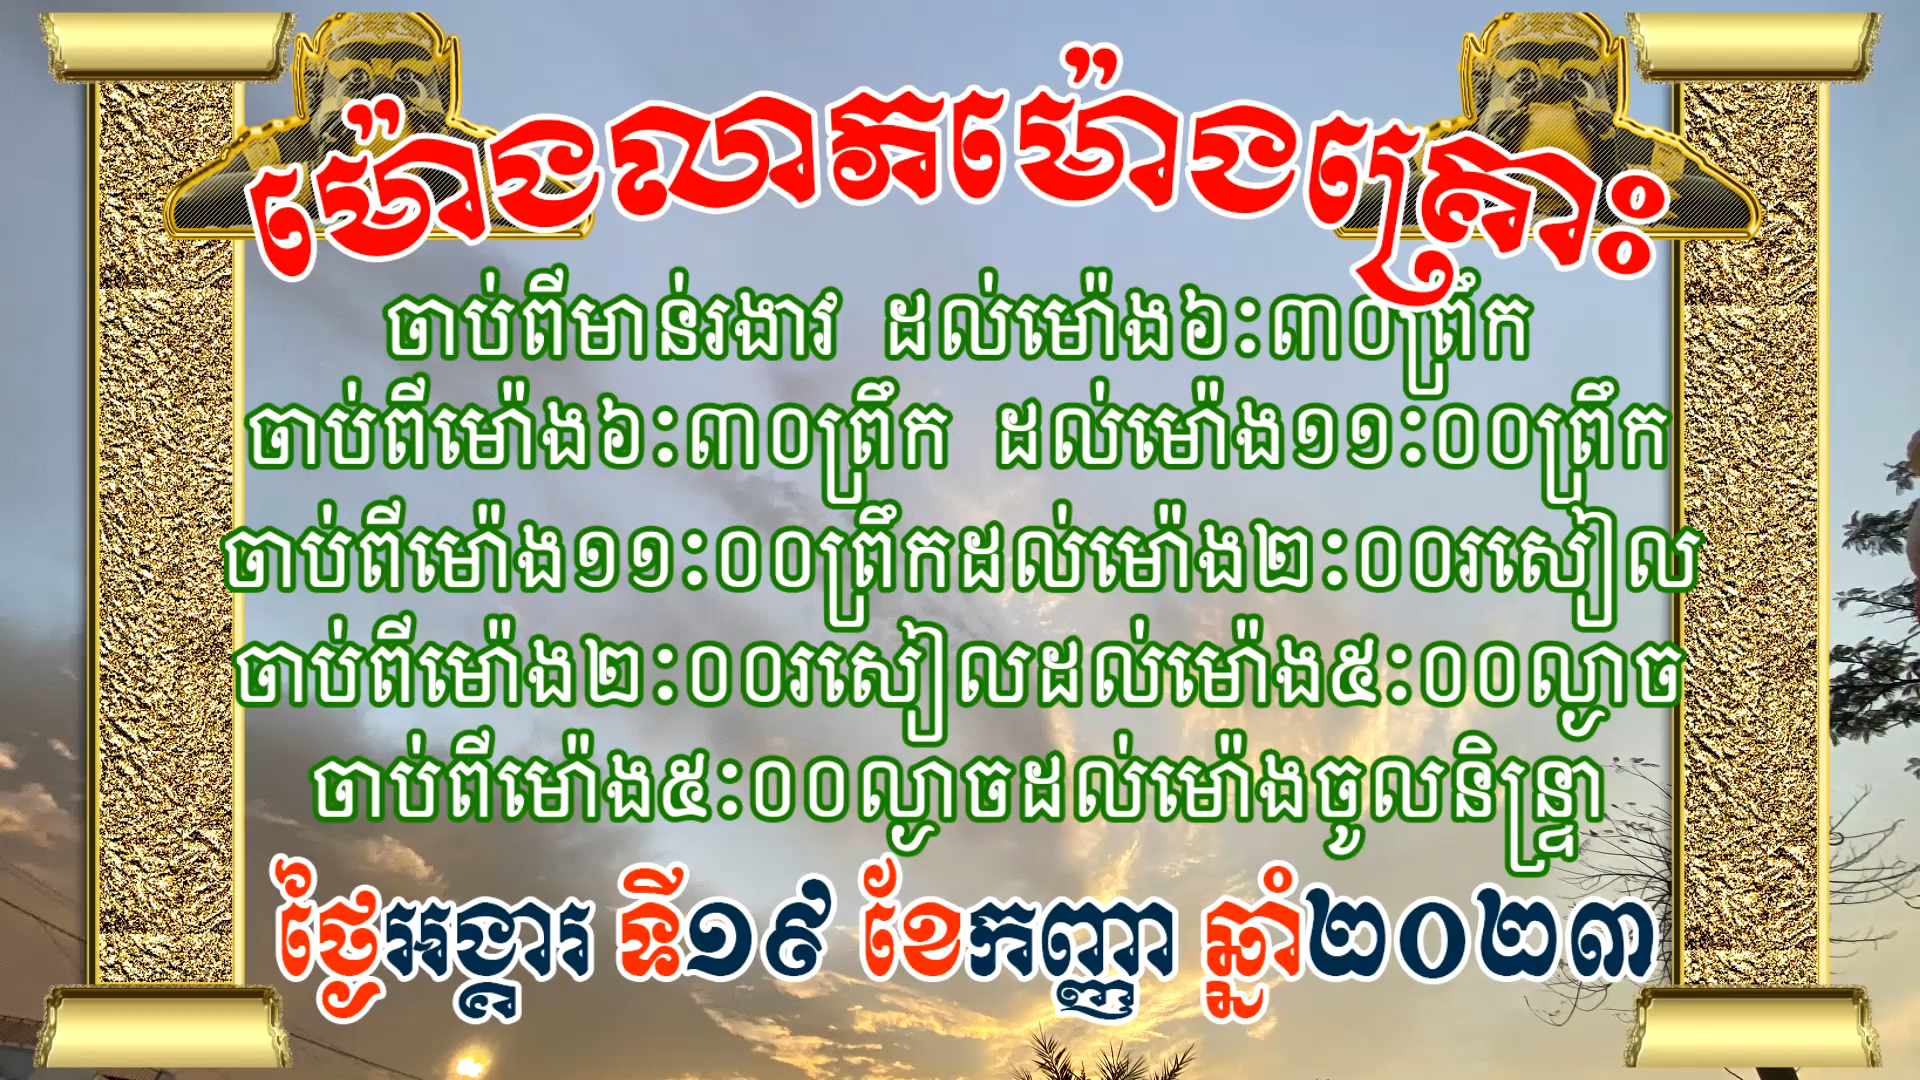 ម៉ោងលាភម៉ោងគ្រោះ
ចាប់ពីមាន់រងាវ ដល់ម៉ោង៦:៣០ព្រឹក
ចាប់ពីម៉ោង៦:៣០ព្រឹក ដល់ម៉ោង១១:០០ព្រឹក
ចាប់ពីម៉ោង១១:០០ព្រឹកដល់ម៉ោង២:០០រសៀល
ចាប់ពីម៉ោង២:០០រសៀលដល់ម៉ោង៥:០០ល្ងាច
ចាប់ពីម៉ោង៥:០០ល្ងាចដល់ម៉ោងចូលនិន្ទ្រា
ថ្ងៃអង្គារ ទី១៩ ខែកញ្ញា ឆ្នាំ២០២៣